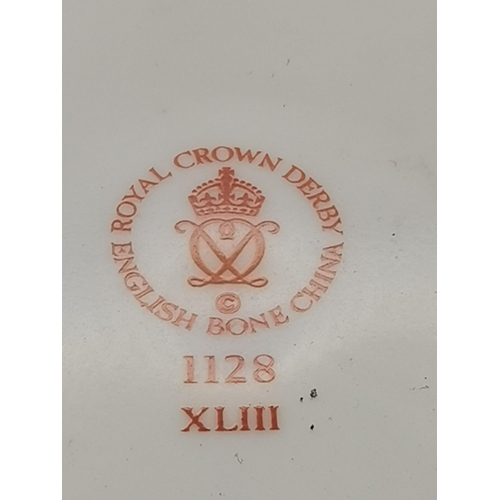 ROYAL CROWN DERBY
©
ENGLISH BONE CHINA
1128
XLIII